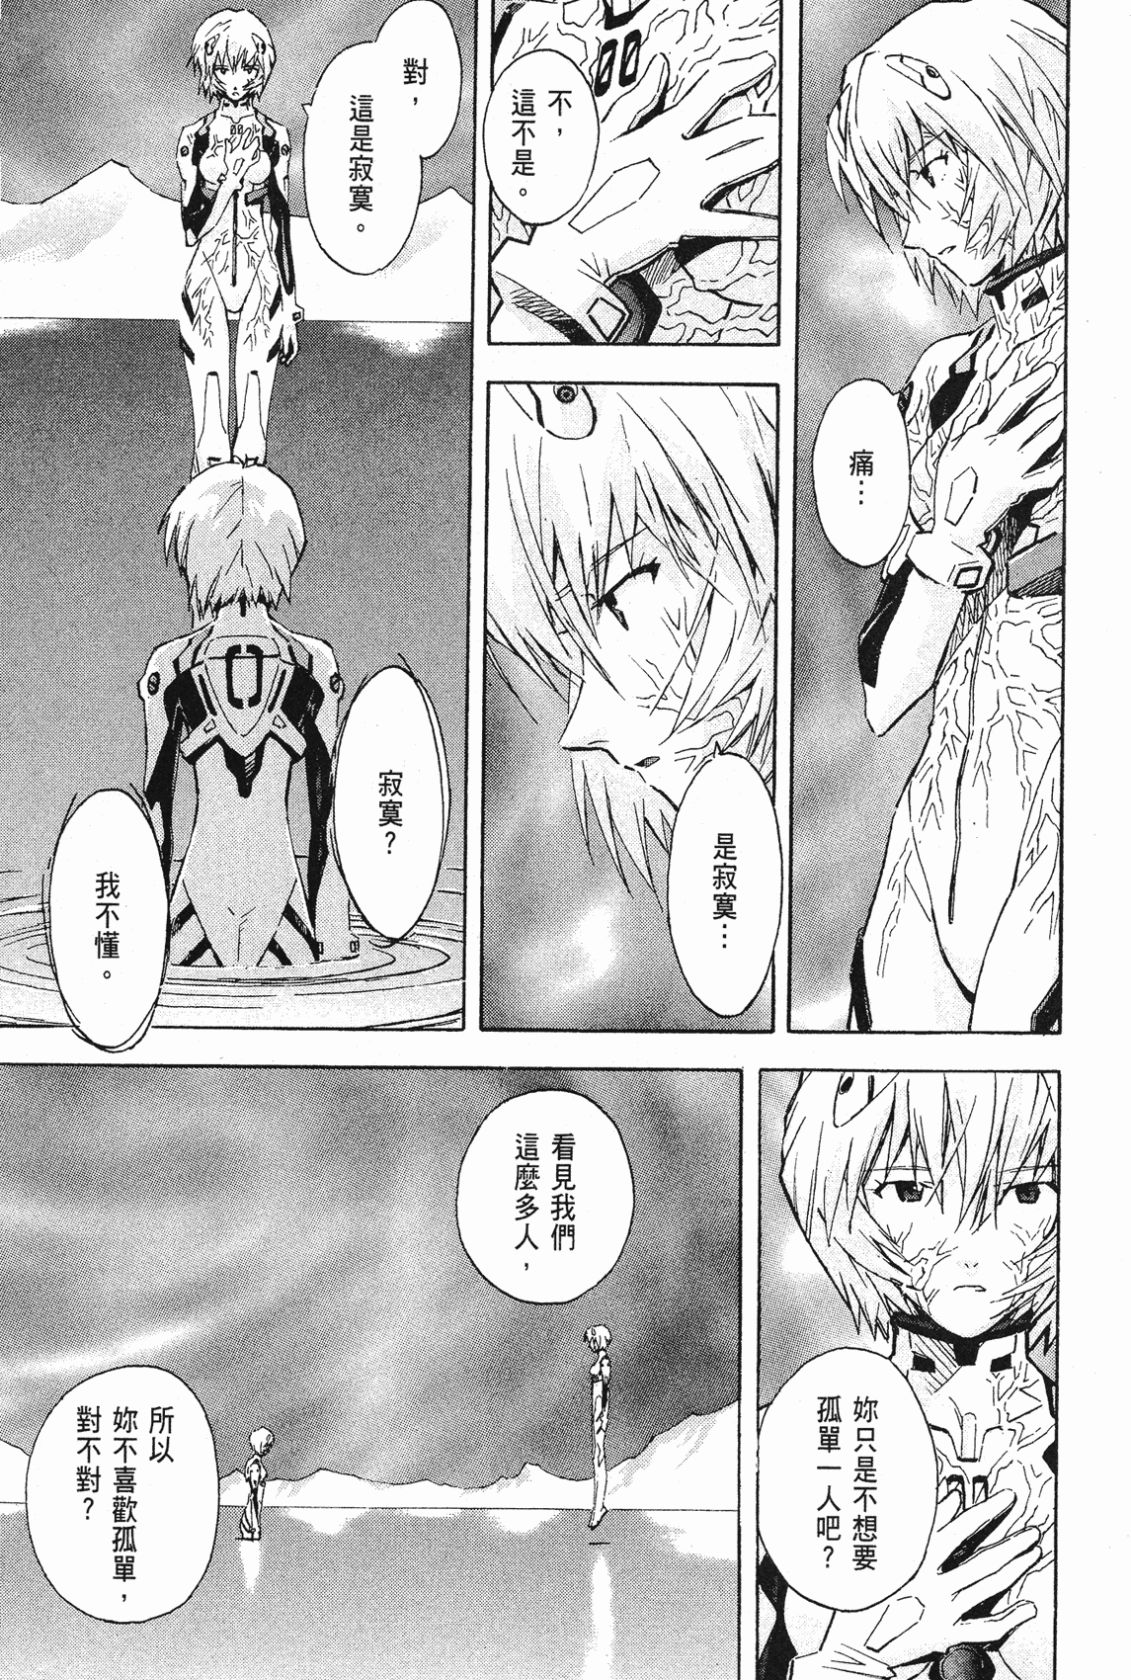 痛…
不，
這不是。
是寂寞…
對，
這是寂寞。
寂寞？
我不懂。
妳只是不想要
孤單一人吧？
看見我們
這麼多人，
所以
妳不喜歡孤單，
對不對？